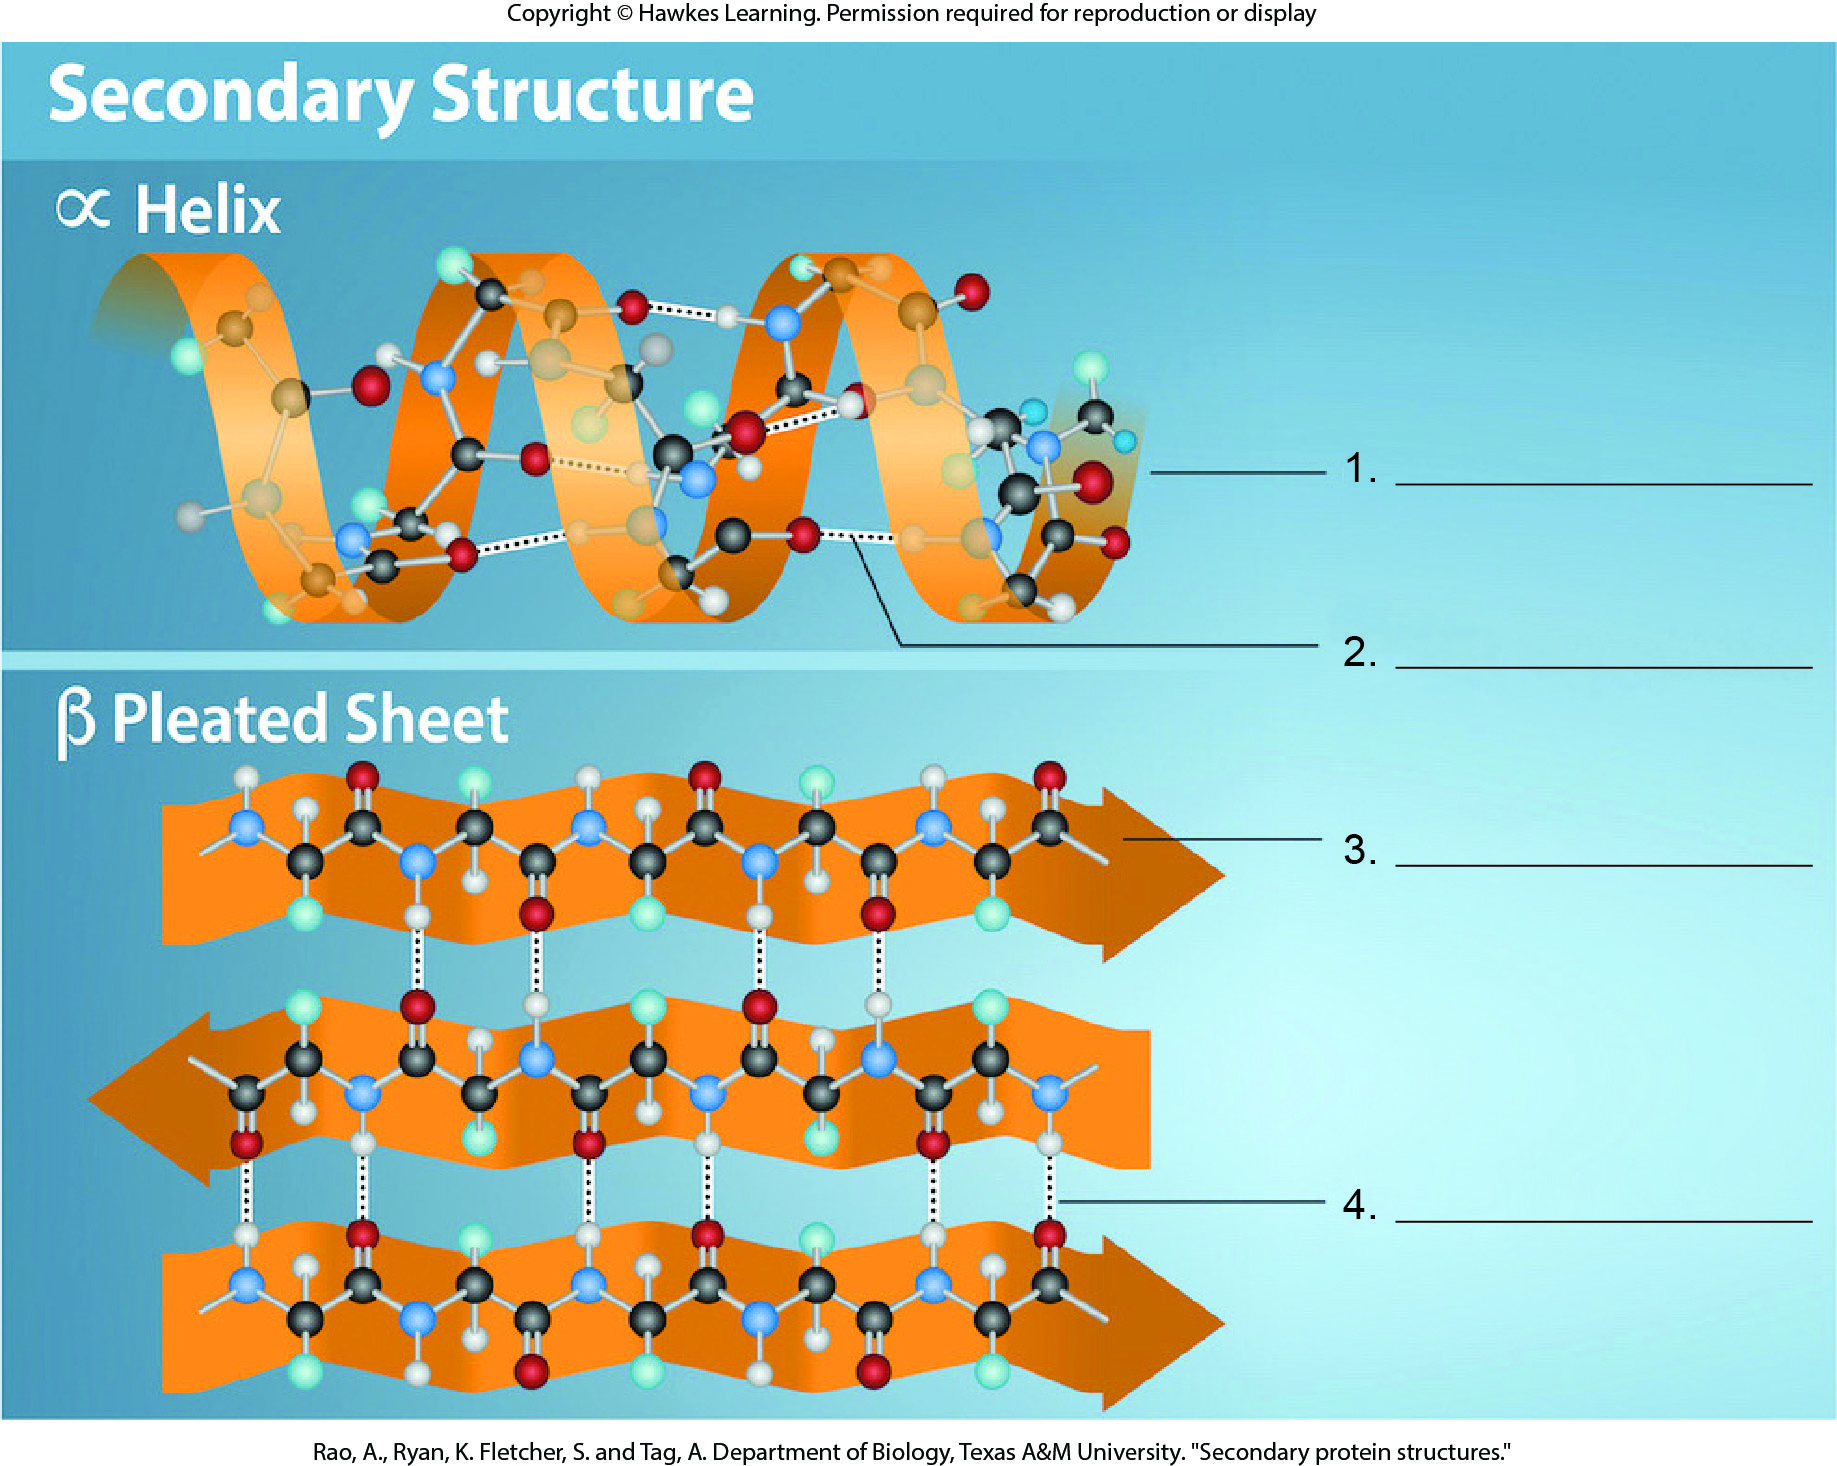 Copyright © Hawkes Learning. Permission required for reproduction or display
Secondary Structure
∝ Helix
1.
2.
β Pleated Sheet
3.
4.
Rao, A., Ryan, K. Fletcher, S. and Tag, A. Department of Biology, Texas A&M University. "Secondary protein structures."